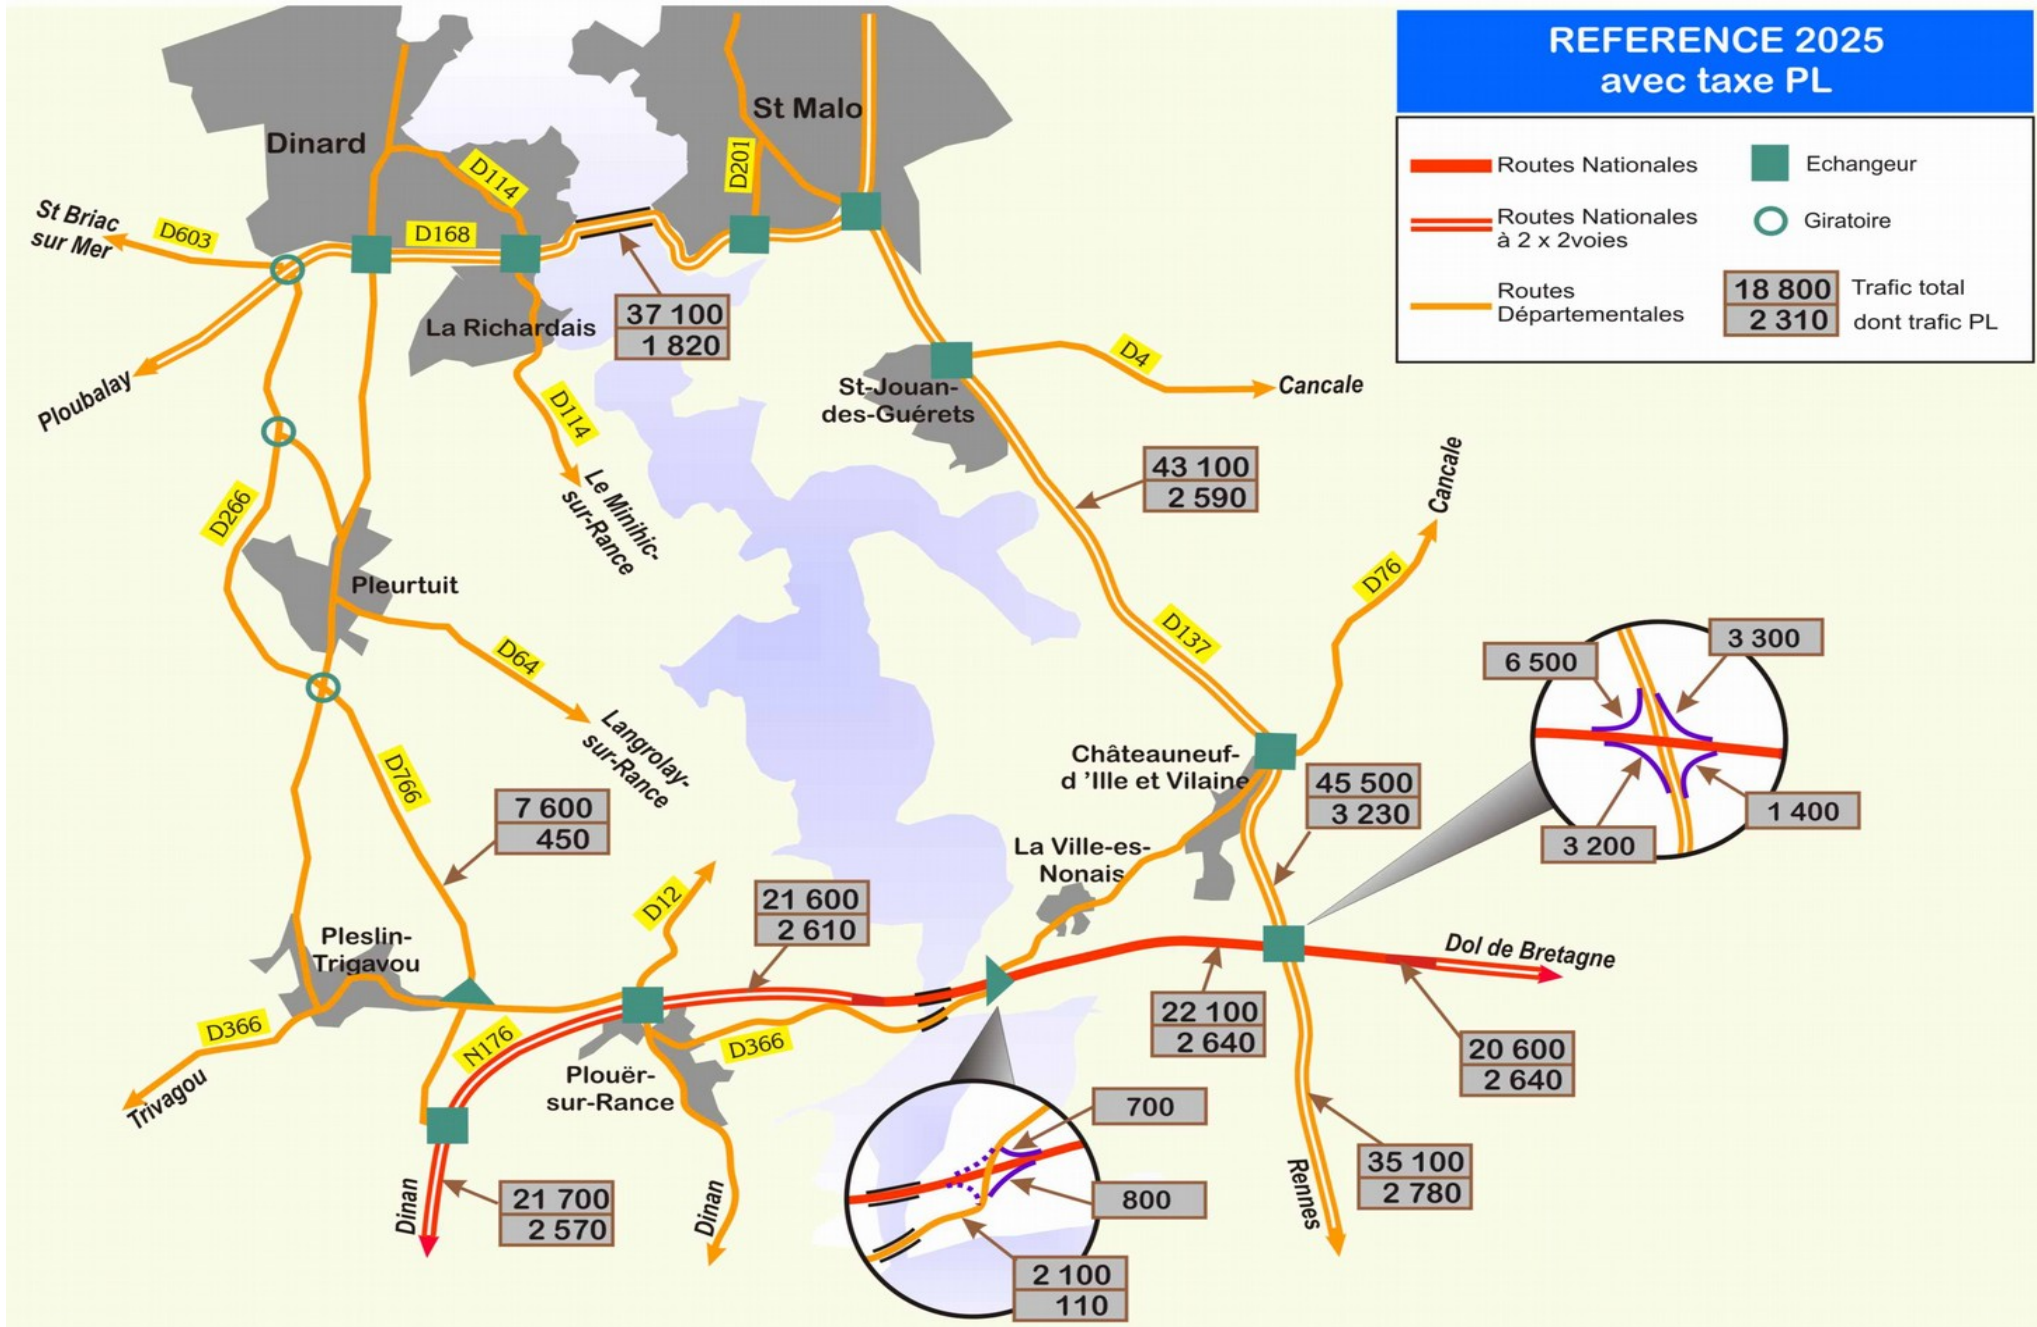 REFERENCE 2025
avec taxe PL
Routes Nationales
Echangeur
Routes Nationales
à 2 x 2voies
Giratoire
Routes
Départementales
18 800
2 310
Trafic total
dont trafic PL
Dinard
St Malo
D114
D201
St Briac
sur Mer
D603
D168
La Richardais
37 100
1 820
Ploubalay
D114
Le Minihic-
sur-Rance
St-Jouan-
des-Guérets
D4
Cancale
43 100
2 590
Cancale
D76
D266
Pleurtuit
D64
Langrolay-
sur-Rance
D137
6 500
3 300
3 200
1 400
Châteauneuf-
d 'Ille et Vilaine
45 500
3 230
D766
7 600
450
La Ville-es-
Nonais
D12
21 600
2 610
Pleslin-
Trigavou
Dol de Bretagne
22 100
2 640
20 600
2 640
D366
Trivagou
N176
Plouër-
sur-Rance
D366
700
800
2 100
110
35 100
2 780
Rennes
Dinan
21 700
2 570
Dinan